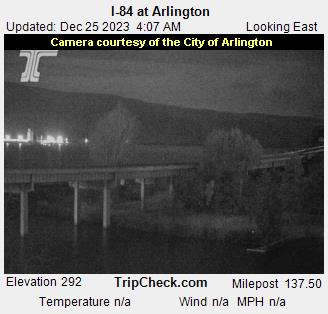 I-84 at Arlington
Updated: Dec 25 2023 4:07 AM Looking East
Camera courtesy of the City of Arlington
Elevation 292 TripCheck.com Milepost 137.50
Temperature n/a Wind n/a MPH n/a